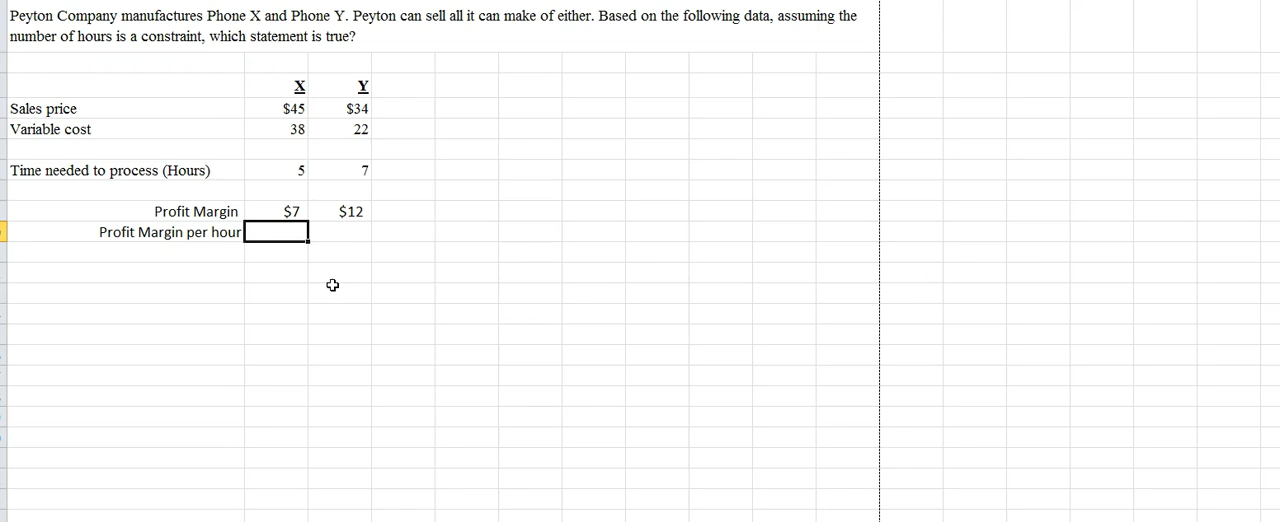 Peyton Company manufactures Phone X and Phone Y. Peyton can sell all it can make of either. Based on the following data, assuming the
number of hours is a constraint, which statement is true?
X Y
Sales price $45 $34
Variable cost 38 22
Time needed to process (Hours) 5 7
Profit Margin $7 $12
Profit Margin per hour